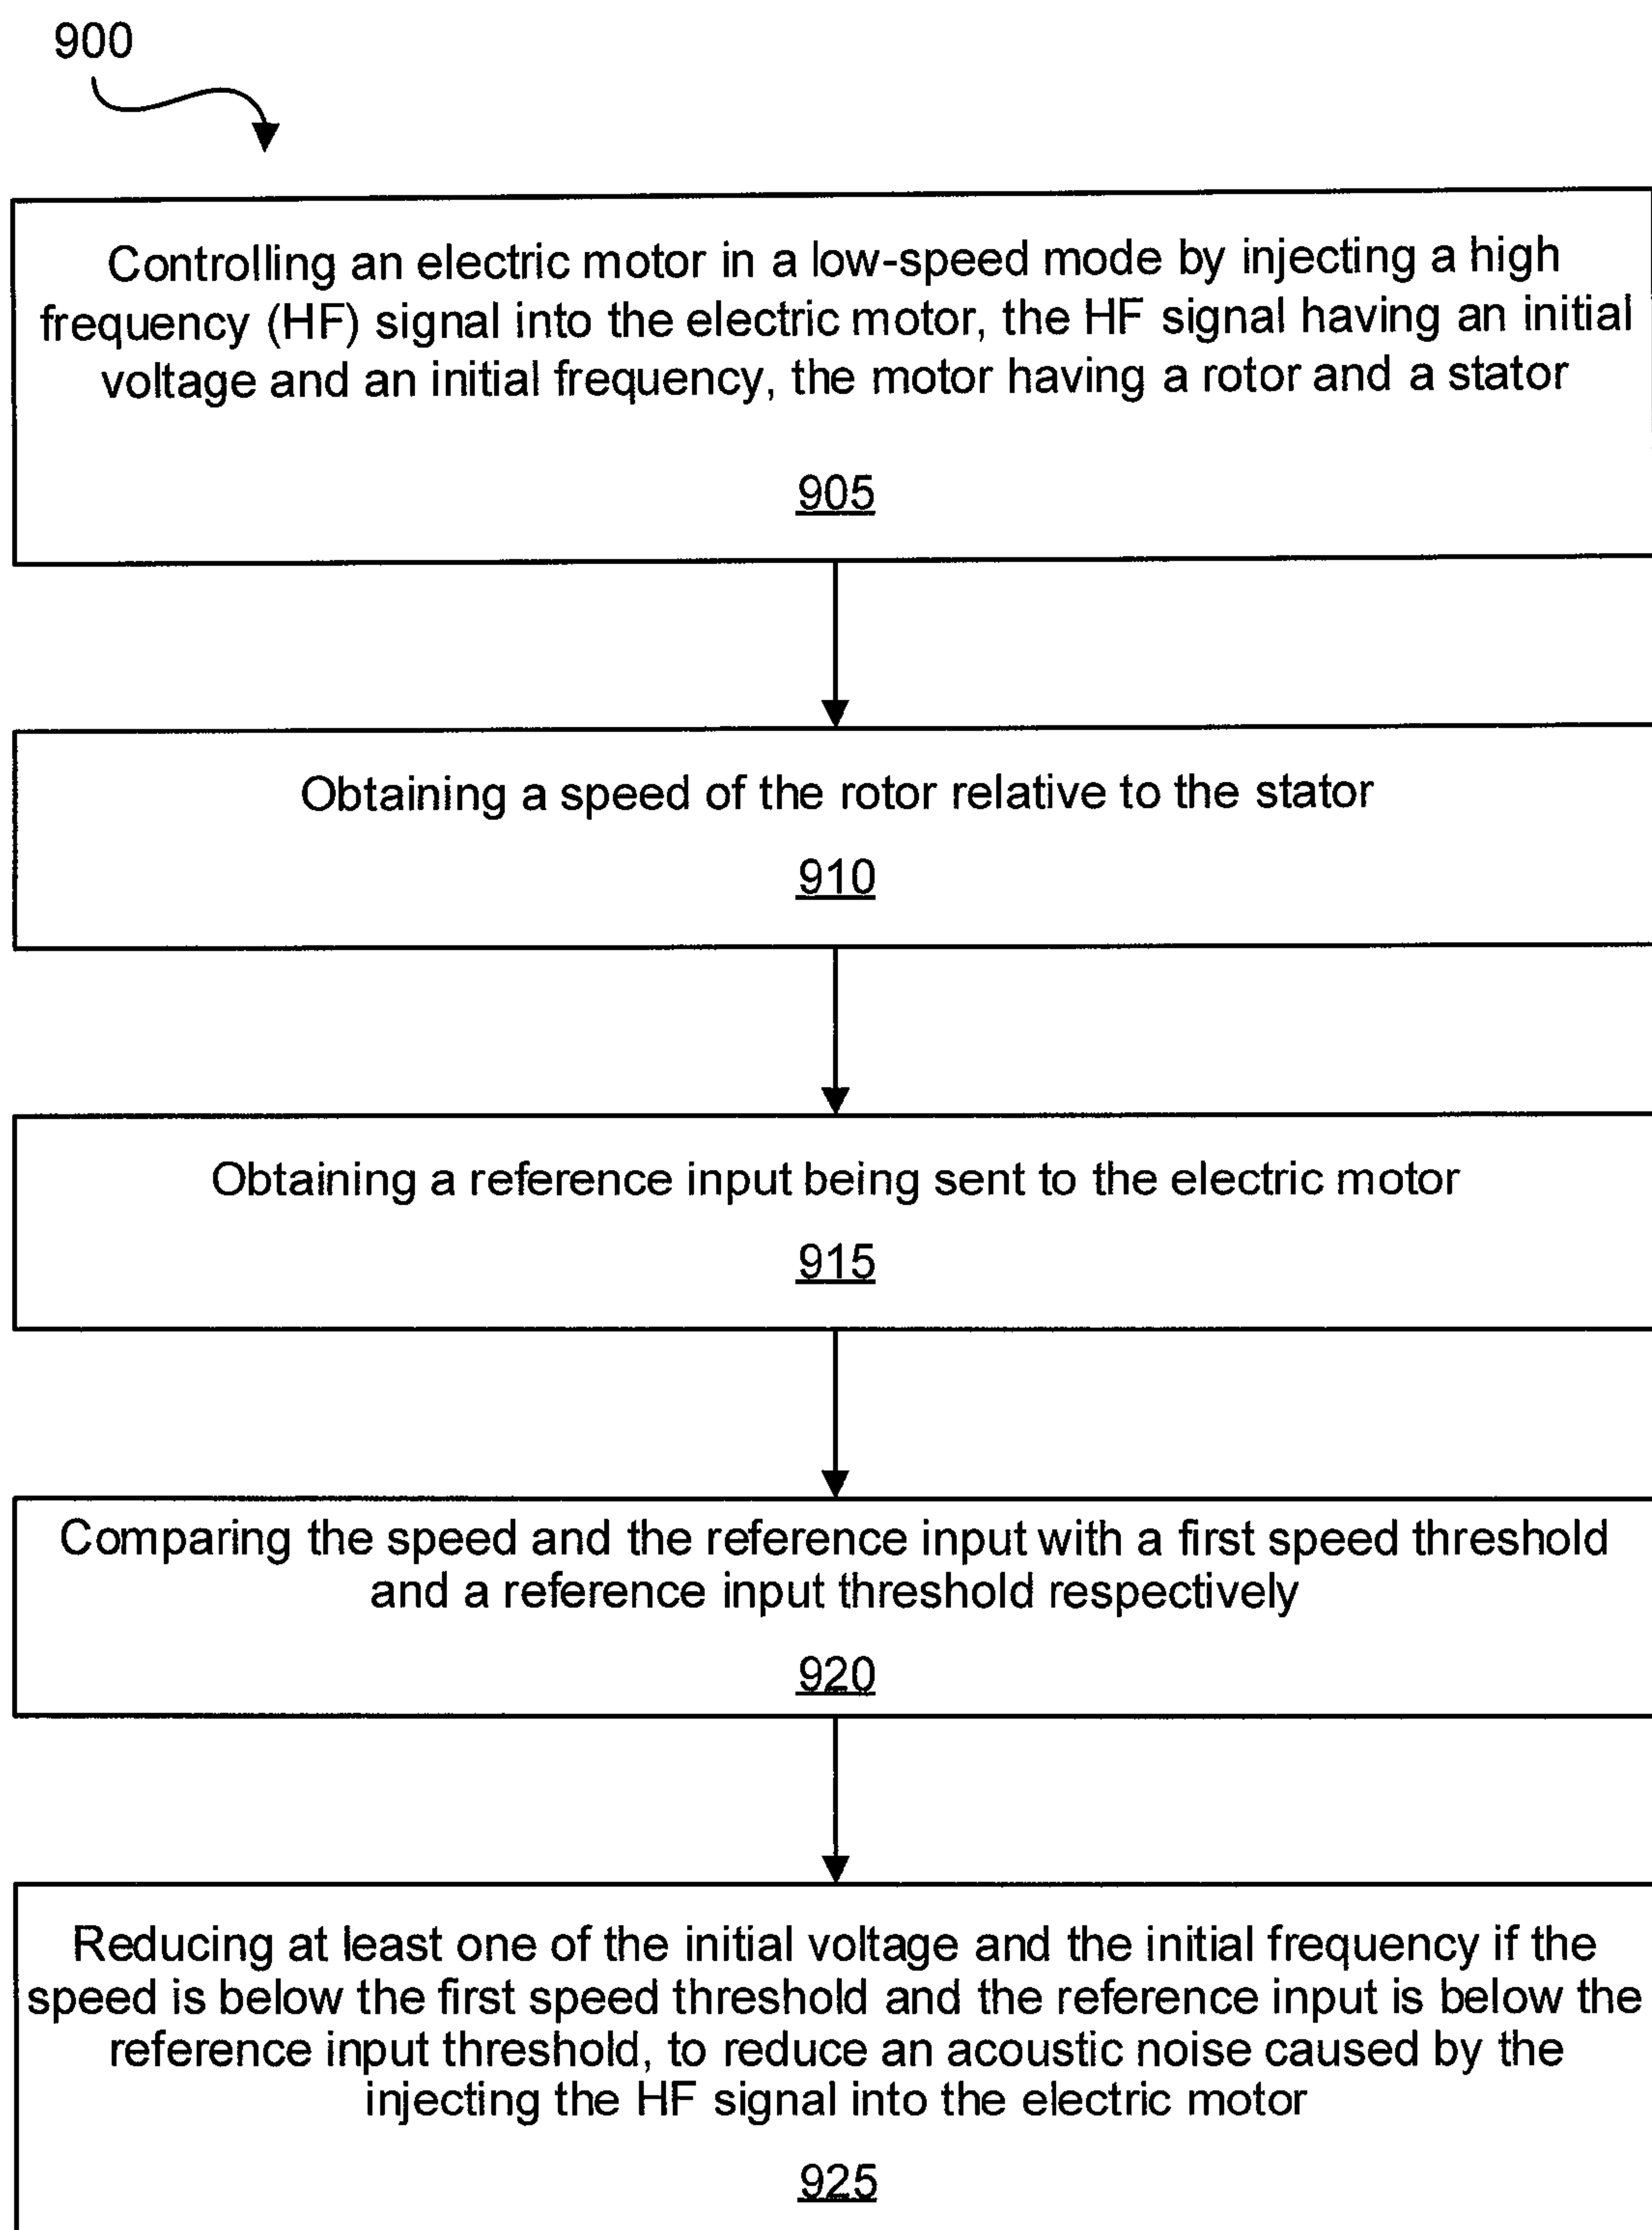 900
Controlling an electric motor in a low-speed mode by injecting a high
frequency (HF) signal into the electric motor, the HF signal having an initial
voltage and an initial frequency, the motor having a rotor and a stator
905
Obtaining a speed of the rotor relative to the stator
910
Obtaining a reference input being sent to the electric motor
915
Comparing the speed and the reference input with a first speed threshold
and a reference input threshold respectively
920
Reducing at least one of the initial voltage and the initial frequency if the
speed is below the first speed threshold and the reference input is below the
reference input threshold, to reduce an acoustic noise caused by the
injecting the HF signal into the electric motor
925